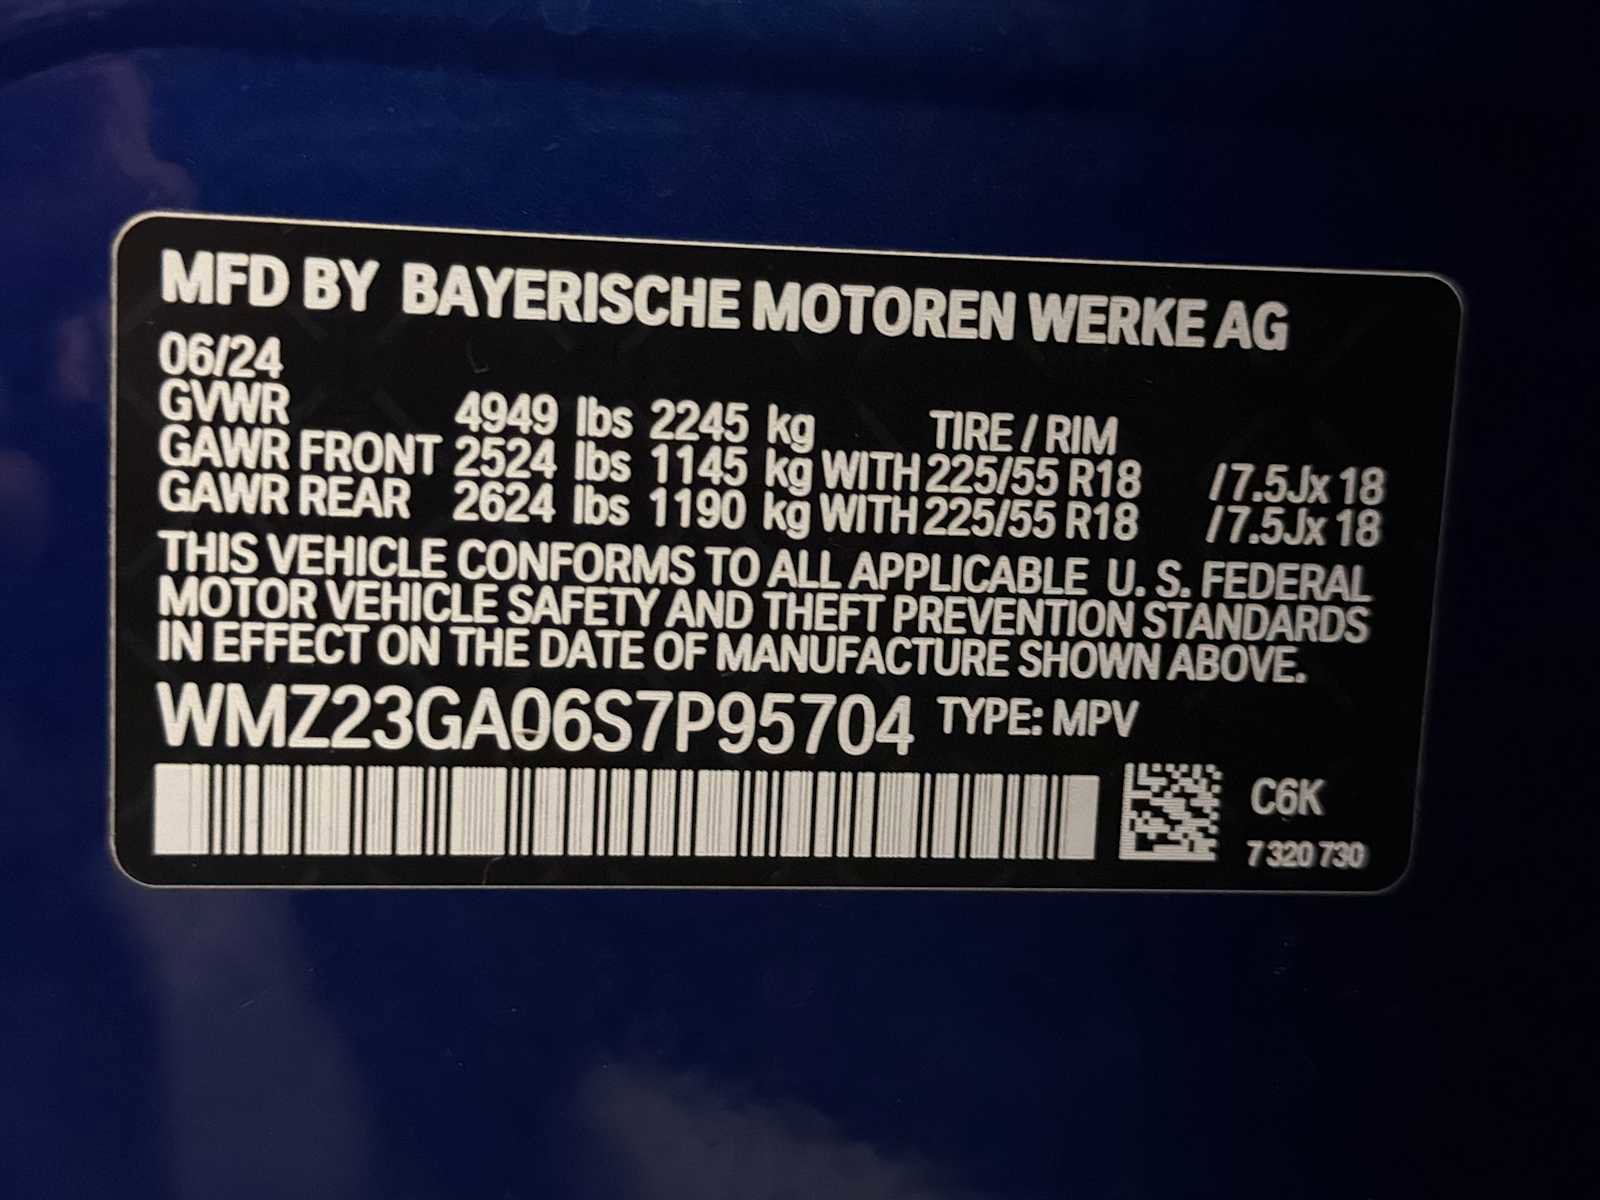 MFD BY BAYERISCHE MOTOREN WERKE AG
06/24
GVWR 4949 lbs 2245 kg TIRE / RIM
GAWR FRONT 2524 lbs 1145 kg WITH 225/55 R18 /7.5Jx 18
GAWR REAR 2624 lbs 1190 kg WITH 225/55 R18 /7.5Jx 18
THIS VEHICLE CONFORMS TO ALL APPLICABLE U. S. FEDERAL
MOTOR VEHICLE SAFETY AND THEFT PREVENTION STANDARDS
IN EFFECT ON THE DATE OF MANUFACTURE SHOWN ABOVE.
WMZ23GA06S7P95704 TYPE: MPV
C6K
7 320 730